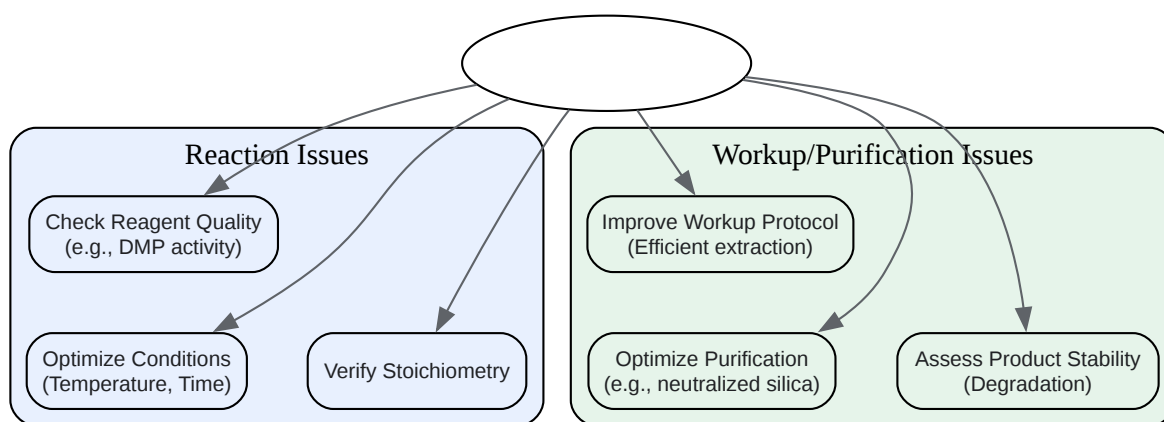 Reaction Issues
Workup/Purification Issues
Check Reagent Quality
(e.g., DMP activity)
Improve Workup Protocol
(Efficient extraction)
Optimize Conditions
(Temperature, Time)
Verify Stoichiometry
Optimize Purification
(e.g., neutralized silica)
Assess Product Stability
(Degradation)